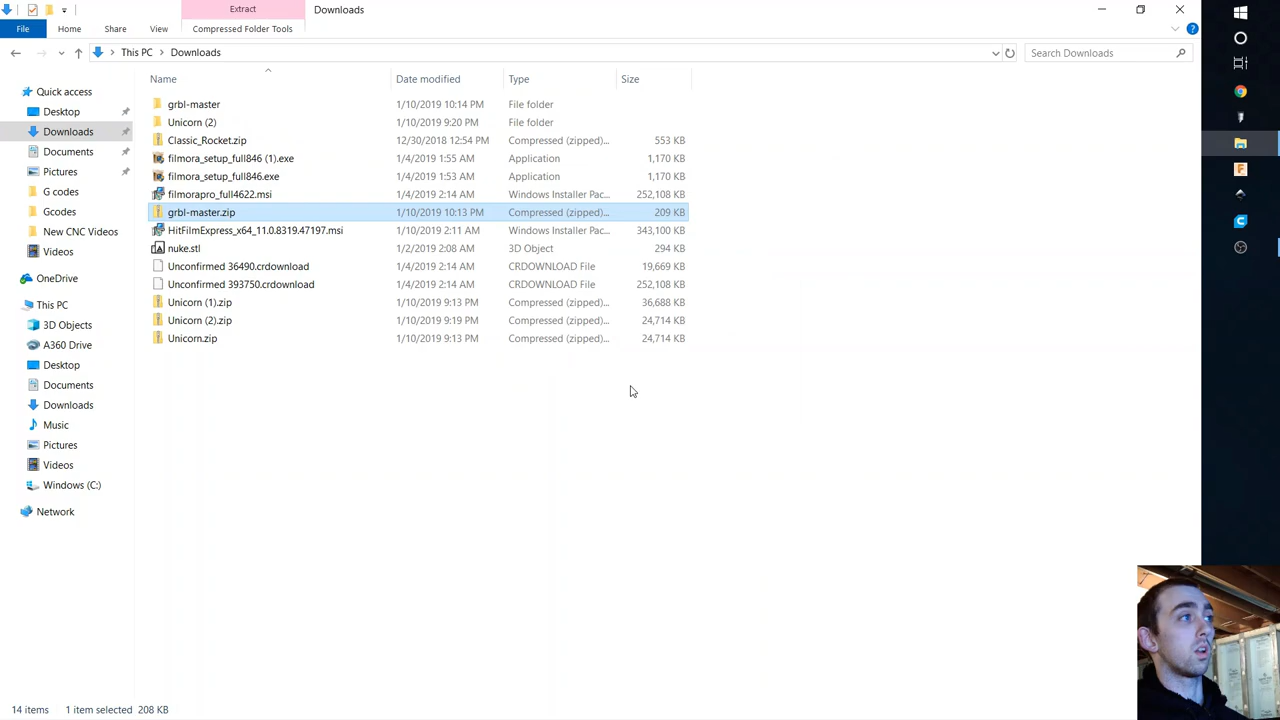 Extract
Downloads
File
Home
Share
View
Compressed Folder Tools
This PC
Downloads
Search Downloads
Name
Date modified
Type
Size
Quick access
Desktop
Downloads
Documents
Pictures
G codes
Gcodes
New CNC Videos
Videos
OneDrive
This PC
3D Objects
A360 Drive
Desktop
Documents
Downloads
Music
Pictures
Videos
Windows (C:)
Network
grbl-master 1/10/2019 10:14 PM File folder
Unicorn (2) 1/10/2019 9:20 PM File folder
Classic_Rocket.zip 12/30/2018 12:54 PM Compressed (zipped)... 553 KB
filmora_setup_full846 (1).exe 1/4/2019 1:55 AM Application 1,170 KB
filmora_setup_full846.exe 1/4/2019 1:53 AM Application 1,170 KB
filmorapro_full4622.msi 1/4/2019 2:14 AM Windows Installer Pac... 252,108 KB
grbl-master.zip 1/10/2019 10:13 PM Compressed (zipped)... 209 KB
HitFilmExpress_x64_11.0.8319.47197.msi 1/10/2019 2:11 AM Windows Installer Pac... 343,100 KB
nuke.stl 1/2/2019 2:08 AM 3D Object 294 KB
Unconfirmed 36490.crdownload 1/4/2019 2:14 AM CRDOWNLOAD File 19,669 KB
Unconfirmed 393750.crdownload 1/4/2019 2:14 AM CRDOWNLOAD File 252,108 KB
Unicorn (1).zip 1/10/2019 9:13 PM Compressed (zipped)... 36,688 KB
Unicorn (2).zip 1/10/2019 9:19 PM Compressed (zipped)... 24,714 KB
Unicorn.zip 1/10/2019 9:13 PM Compressed (zipped)... 24,714 KB
14 items 1 item selected 208 KB